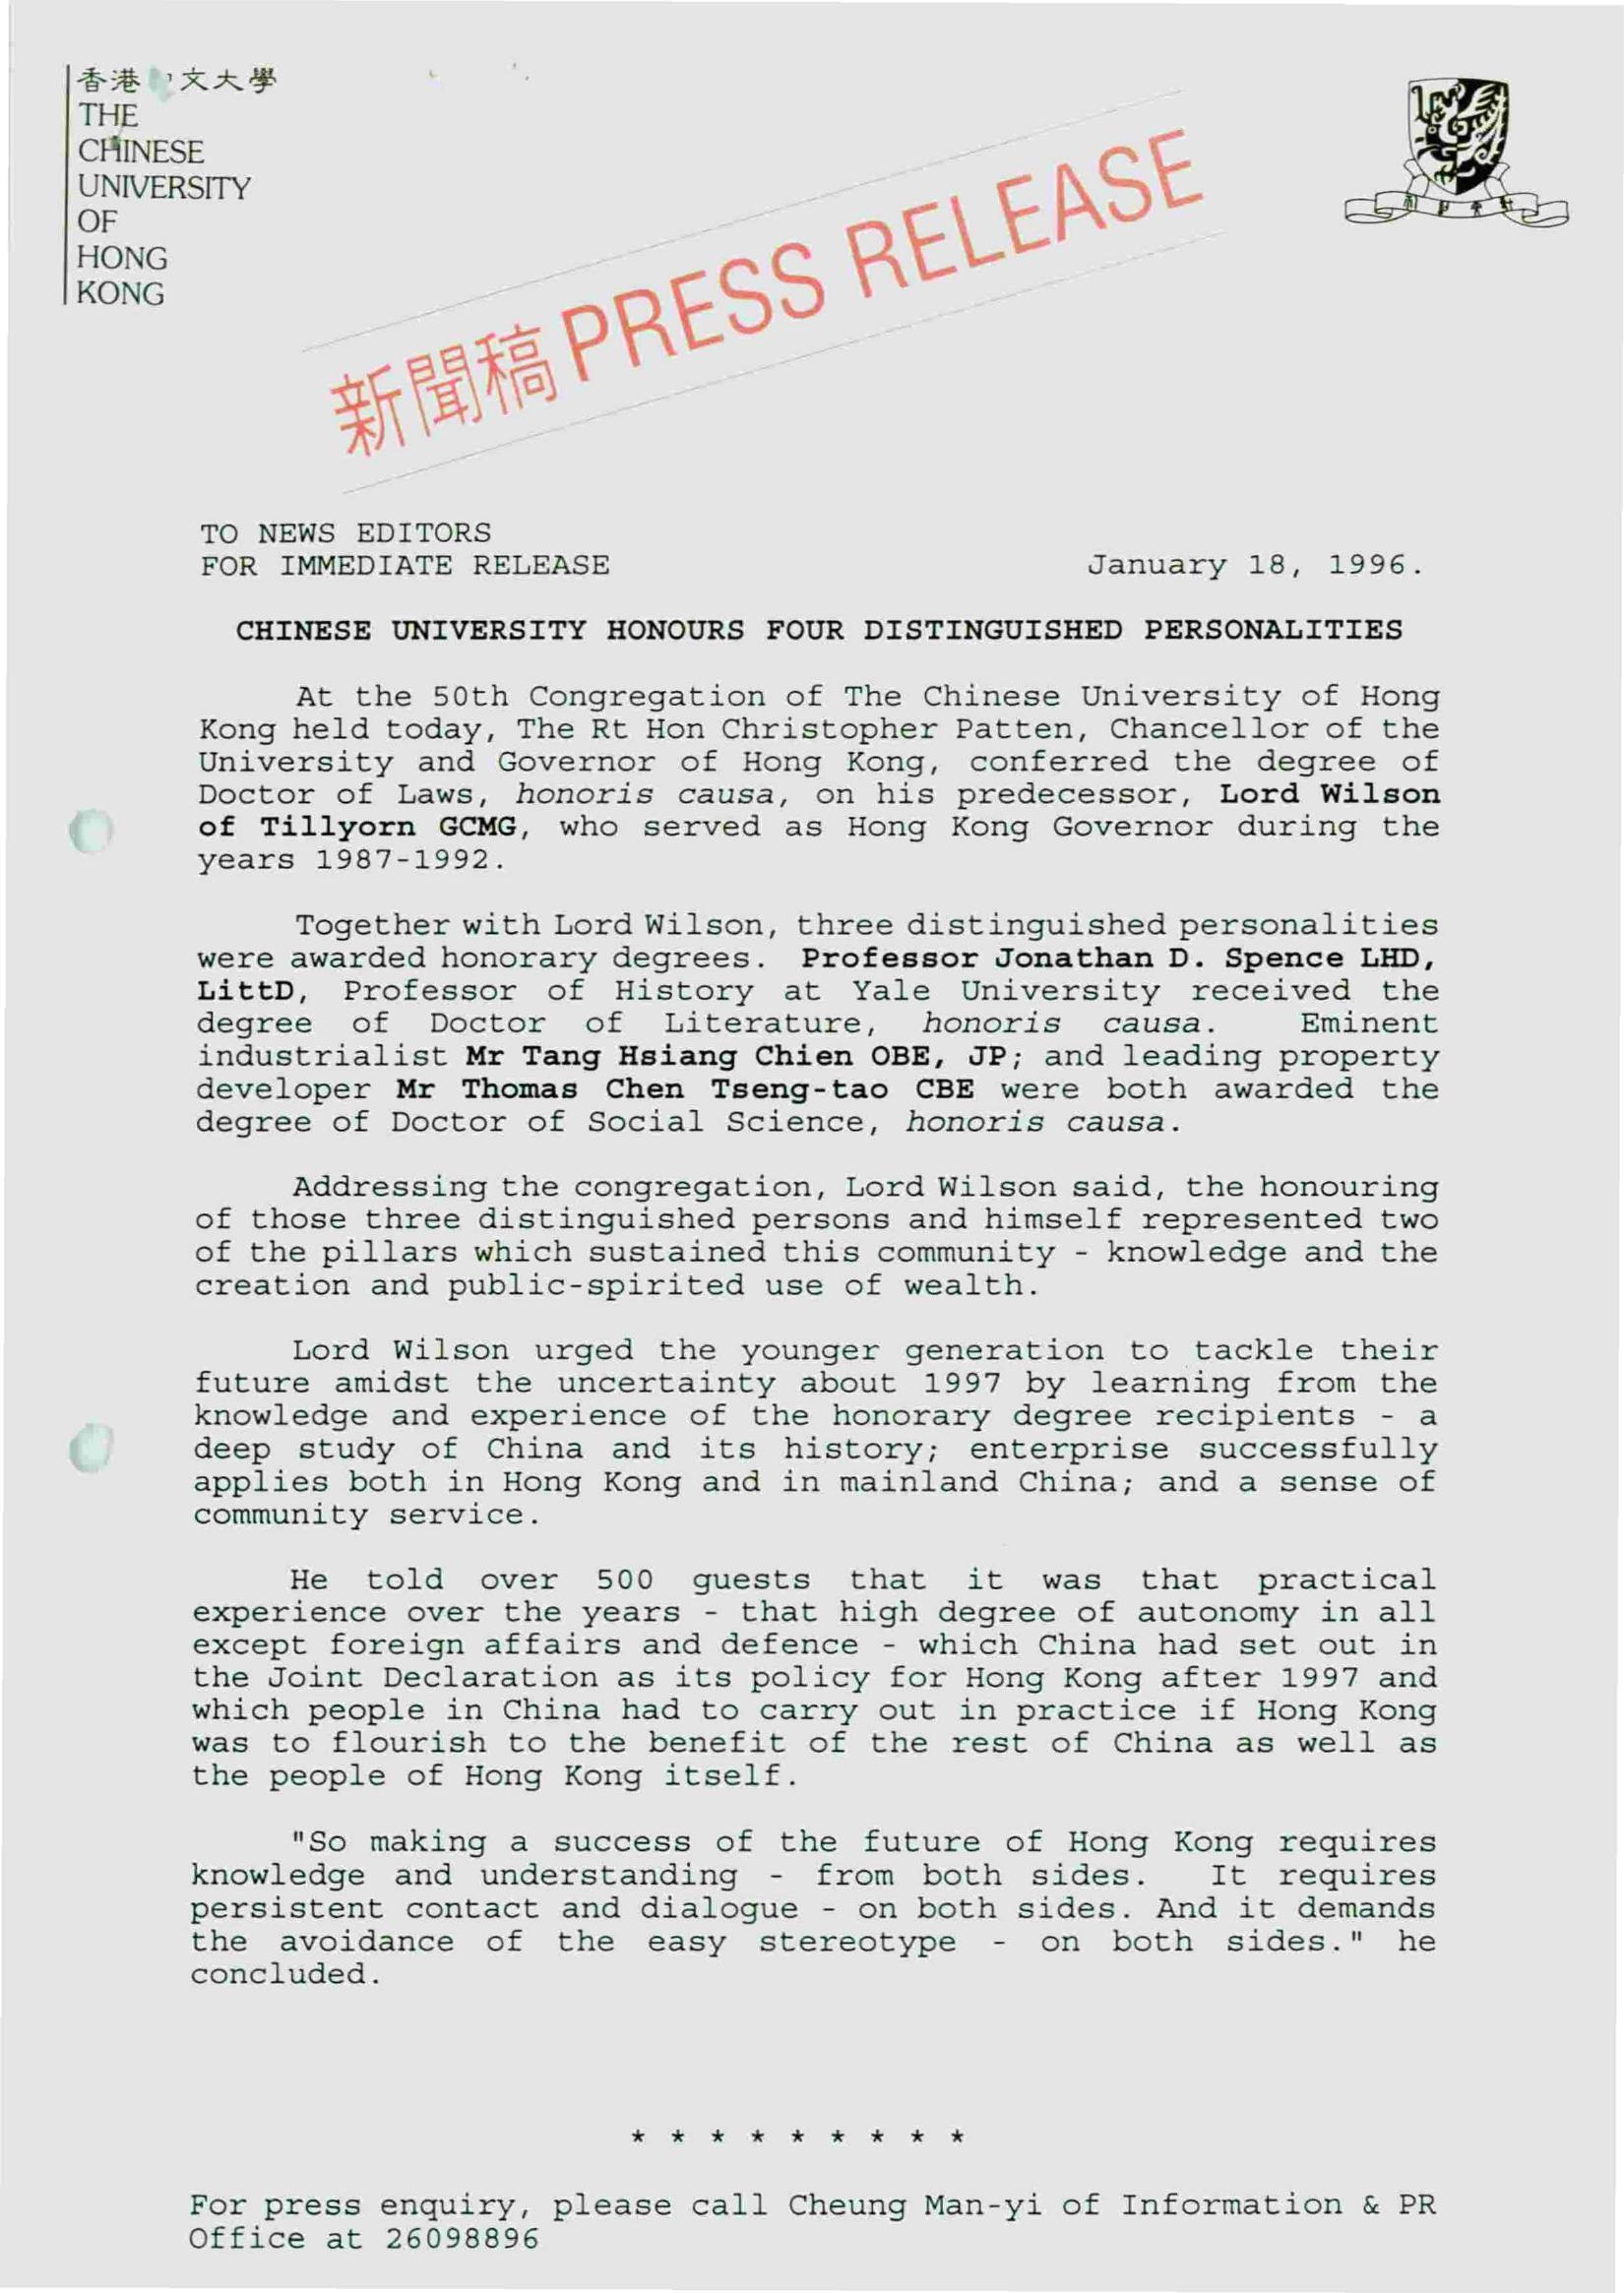 香港 文大學
THE
CHINESE
UNIVERSITY
OF
HONG
KONG
新聞稿 PRESS RELEASE
TO NEWS EDITORS
FOR IMMEDIATE RELEASE January 18, 1996.
CHINESE UNIVERSITY HONOURS FOUR DISTINGUISHED PERSONALITIES
At the 50th Congregation of The Chinese University of Hong
Kong held today, The Rt Hon Christopher Patten, Chancellor of the
University and Governor of Hong Kong, conferred the degree of
Doctor of Laws, honoris causa, on his predecessor, Lord Wilson
of Tillyorn GCMG, who served as Hong Kong Governor during the
years 1987-1992.
Together with Lord Wilson, three distinguished personalities
were awarded honorary degrees. Professor Jonathan D. Spence LHD,
LittD, Professor of History at Yale University received the
degree of Doctor of Literature, honoris causa. Eminent
industrialist Mr Tang Hsiang Chien OBE, JP; and leading property
developer Mr Thomas Chen Tseng-tao CBE were both awarded the
degree of Doctor of Social Science, honoris causa.
Addressing the congregation, Lord Wilson said, the honouring
of those three distinguished persons and himself represented two
of the pillars which sustained this community - knowledge and the
creation and public-spirited use of wealth.
Lord Wilson urged the younger generation to tackle their
future amidst the uncertainty about 1997 by learning from the
knowledge and experience of the honorary degree recipients - a
deep study of China and its history; enterprise successfully
applies both in Hong Kong and in mainland China; and a sense of
community service.
He told over 500 guests that it was that practical
experience over the years - that high degree of autonomy in all
except foreign affairs and defence - which China had set out in
the Joint Declaration as its policy for Hong Kong after 1997 and
which people in China had to carry out in practice if Hong Kong
was to flourish to the benefit of the rest of China as well as
the people of Hong Kong itself.
"So making a success of the future of Hong Kong requires
knowledge and understanding - from both sides. It requires
persistent contact and dialogue - on both sides. And it demands
the avoidance of the easy stereotype - on both sides." he
concluded.
* * * * * * * * *
For press enquiry, please call Cheung Man-yi of Information & PR
Office at 26098896